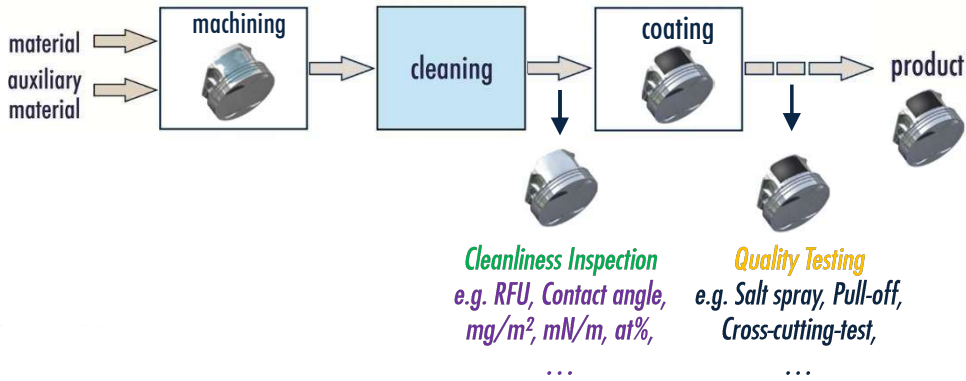 material
auxiliary
material
machining
cleaning
coating
product
Cleanliness Inspection
e.g. RFU, Contact angle,
mg/m², mN/m, at%,
...
Quality Testing
e.g. Salt spray, Pull-off,
Cross-cutting-test,
...